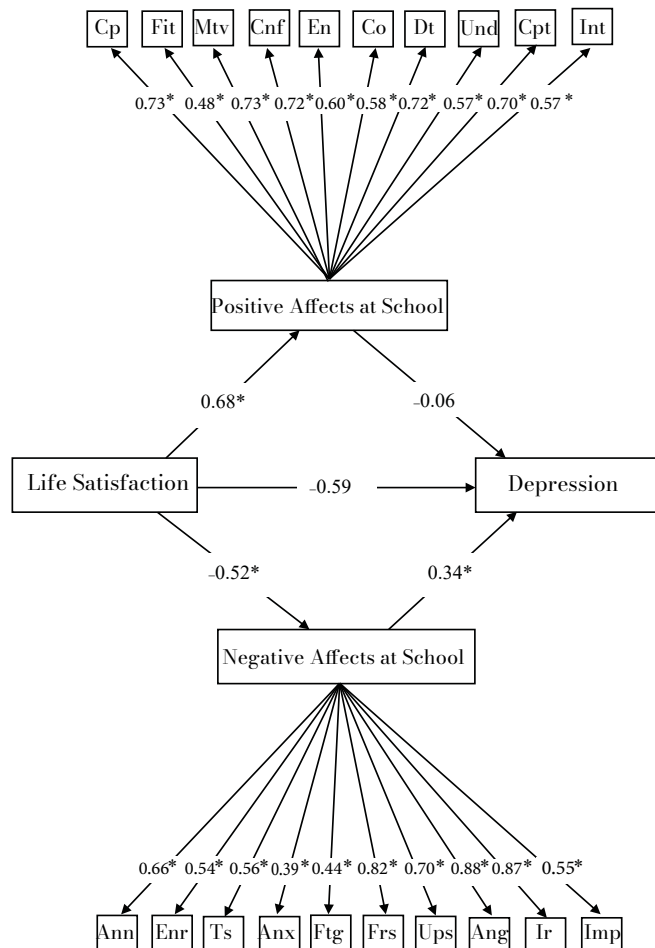 Cp Fit Mtv Cnf En Co Dt Und Cpt Int
0.73* 0.48* 0.73* 0.72* 0.60* 0.58* 0.72* 0.57* 0.70* 0.57*
Positive Affects at School
0.68* -0.06
Life Satisfaction -0.59 Depression
-0.52* 0.34*
Negative Affects at School
0.66* 0.54* 0.56* 0.39* 0.44* 0.82* 0.70* 0.88* 0.87* 0.55*
Ann Enr Ts Anx Ftg Frs Ups Ang Ir Imp